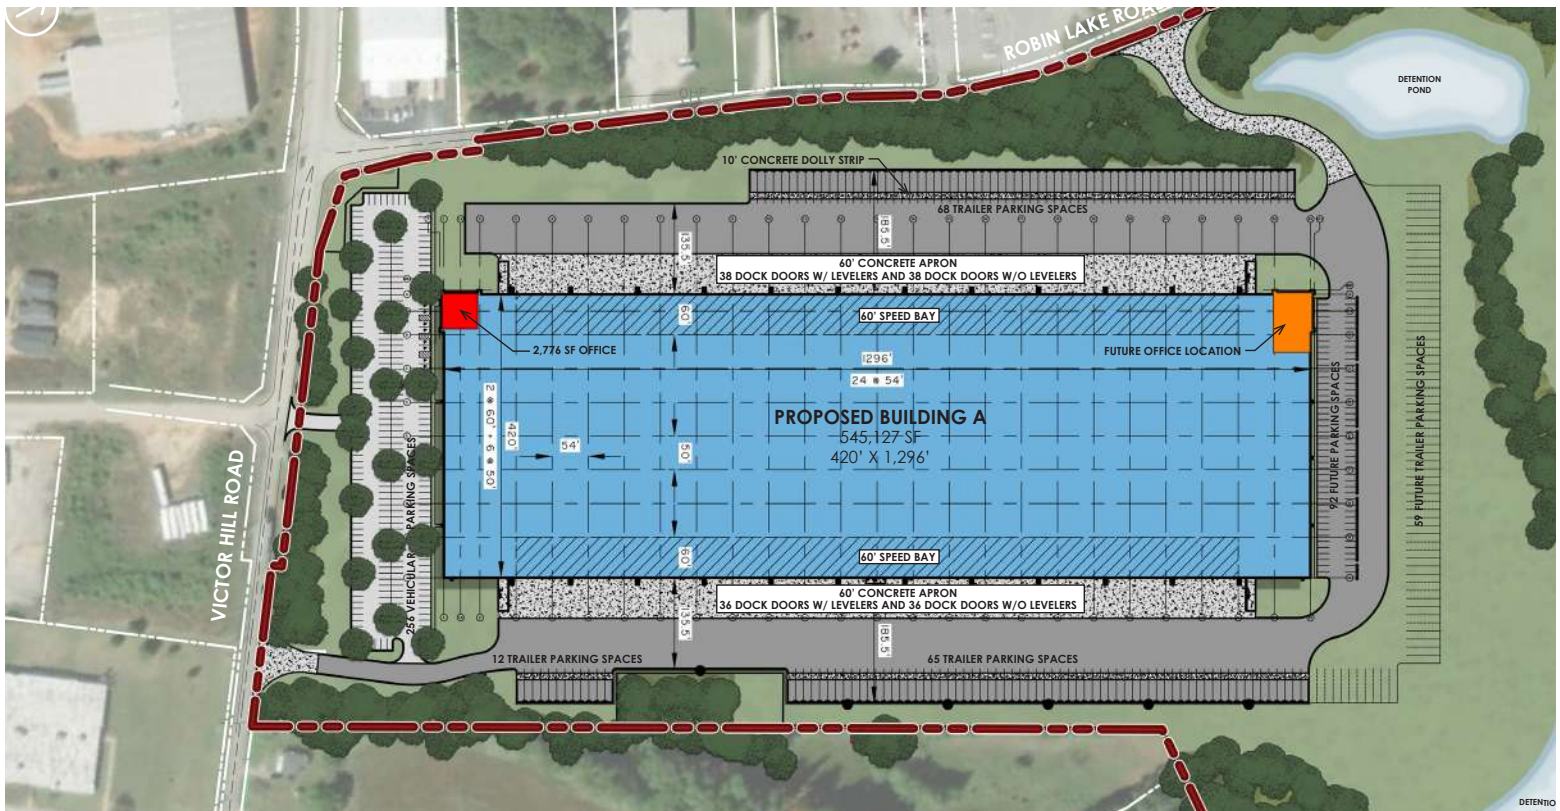 ROBIN LAKE ROAD
DETENTION
POND
10' CONCRETE DOLLY STRIP
68 TRAILER PARKING SPACES
135.5'
185.5'
60' CONCRETE APRON
38 DOCK DOORS W/ LEVELERS AND 38 DOCK DOORS W/O LEVELERS
60'
60' SPEED BAY
2,776 SF OFFICE
FUTURE OFFICE LOCATION
1296'
24 @ 54'
PROPOSED BUILDING A
545,127 SF
420' X 1,296'
2 @ 60' + 6 @ 50'
420'
54'
50'
256 VEHICULAR PARKING SPACES
VICTOR HILL ROAD
92 FUTURE PARKING SPACES
59 FUTURE TRAILER PARKING SPACES
60'
60' SPEED BAY
60' CONCRETE APRON
36 DOCK DOORS W/ LEVELERS AND 36 DOCK DOORS W/O LEVELERS
135.5'
185.5'
12 TRAILER PARKING SPACES
65 TRAILER PARKING SPACES